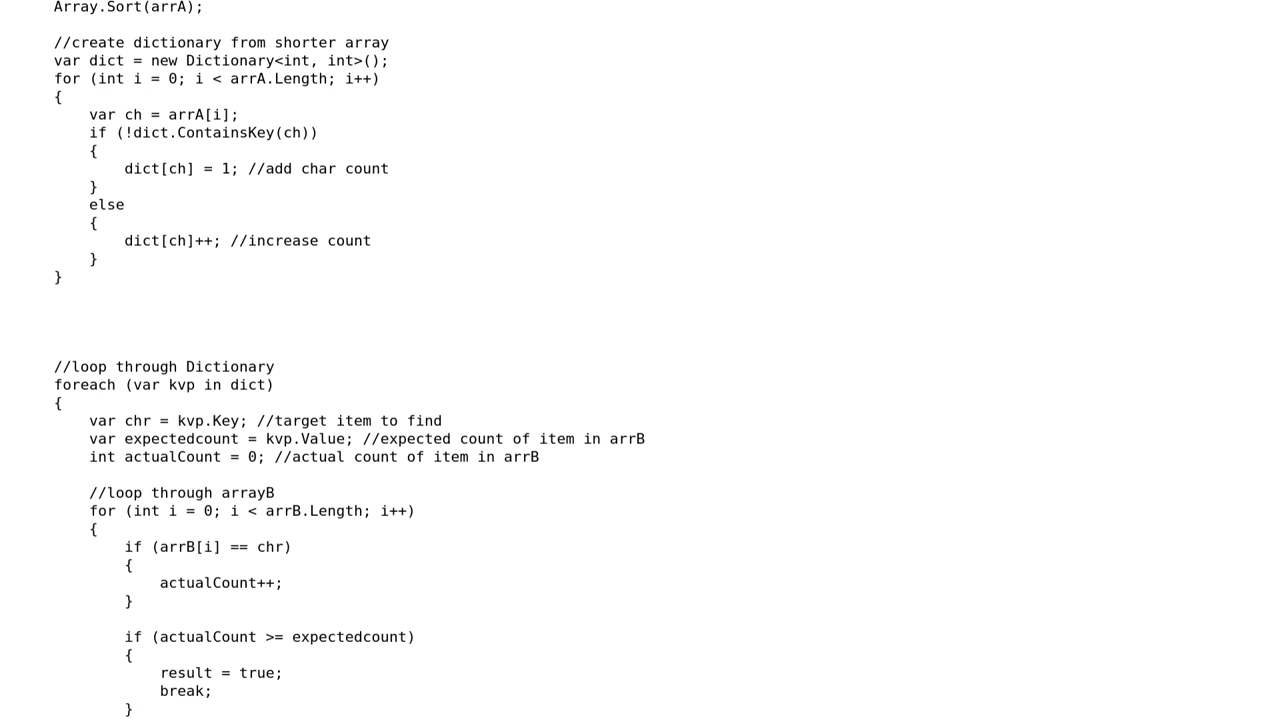 Array.Sort(arrA);
//create dictionary from shorter array
var dict = new Dictionary<int, int>();
for (int i = 0; i < arrA.Length; i++)
{
    var ch = arrA[i];
    if (!dict.ContainsKey(ch))
    {
        dict[ch] = 1; //add char count
    }
    else
    {
        dict[ch]++; //increase count
    }
}
//loop through Dictionary
foreach (var kvp in dict)
{
    var chr = kvp.Key; //target item to find
    var expectedcount = kvp.Value; //expected count of item in arrB
    int actualCount = 0; //actual count of item in arrB
    //loop through arrayB
    for (int i = 0; i < arrB.Length; i++)
    {
        if (arrB[i] == chr)
        {
            actualCount++;
        }
        if (actualCount >= expectedcount)
        {
            result = true;
            break;
        }